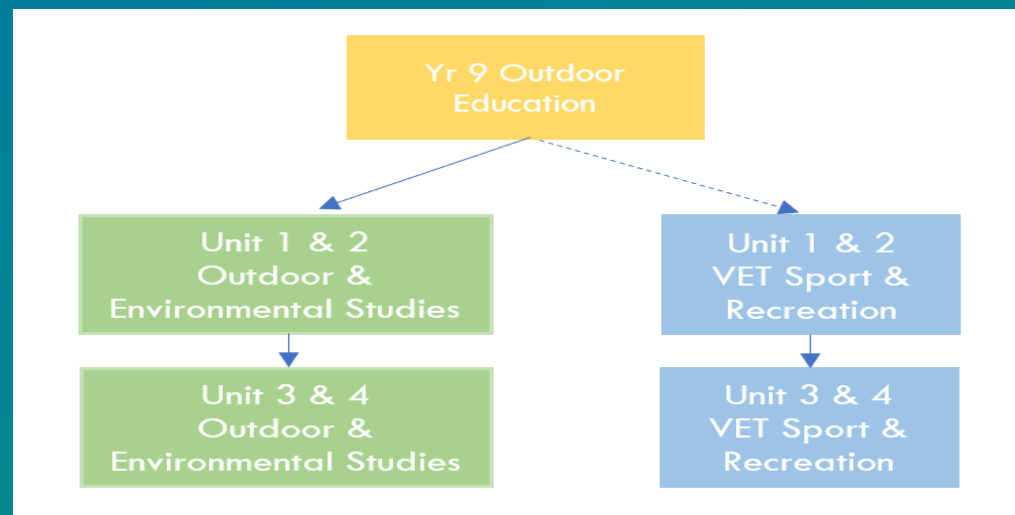 Yr 9 Outdoor
Education
Unit 1 & 2
Outdoor &
Environmental Studies
Unit 1 & 2
VET Sport &
Recreation
Unit 3 & 4
Outdoor &
Environmental Studies
Unit 3 & 4
VET Sport &
Recreation